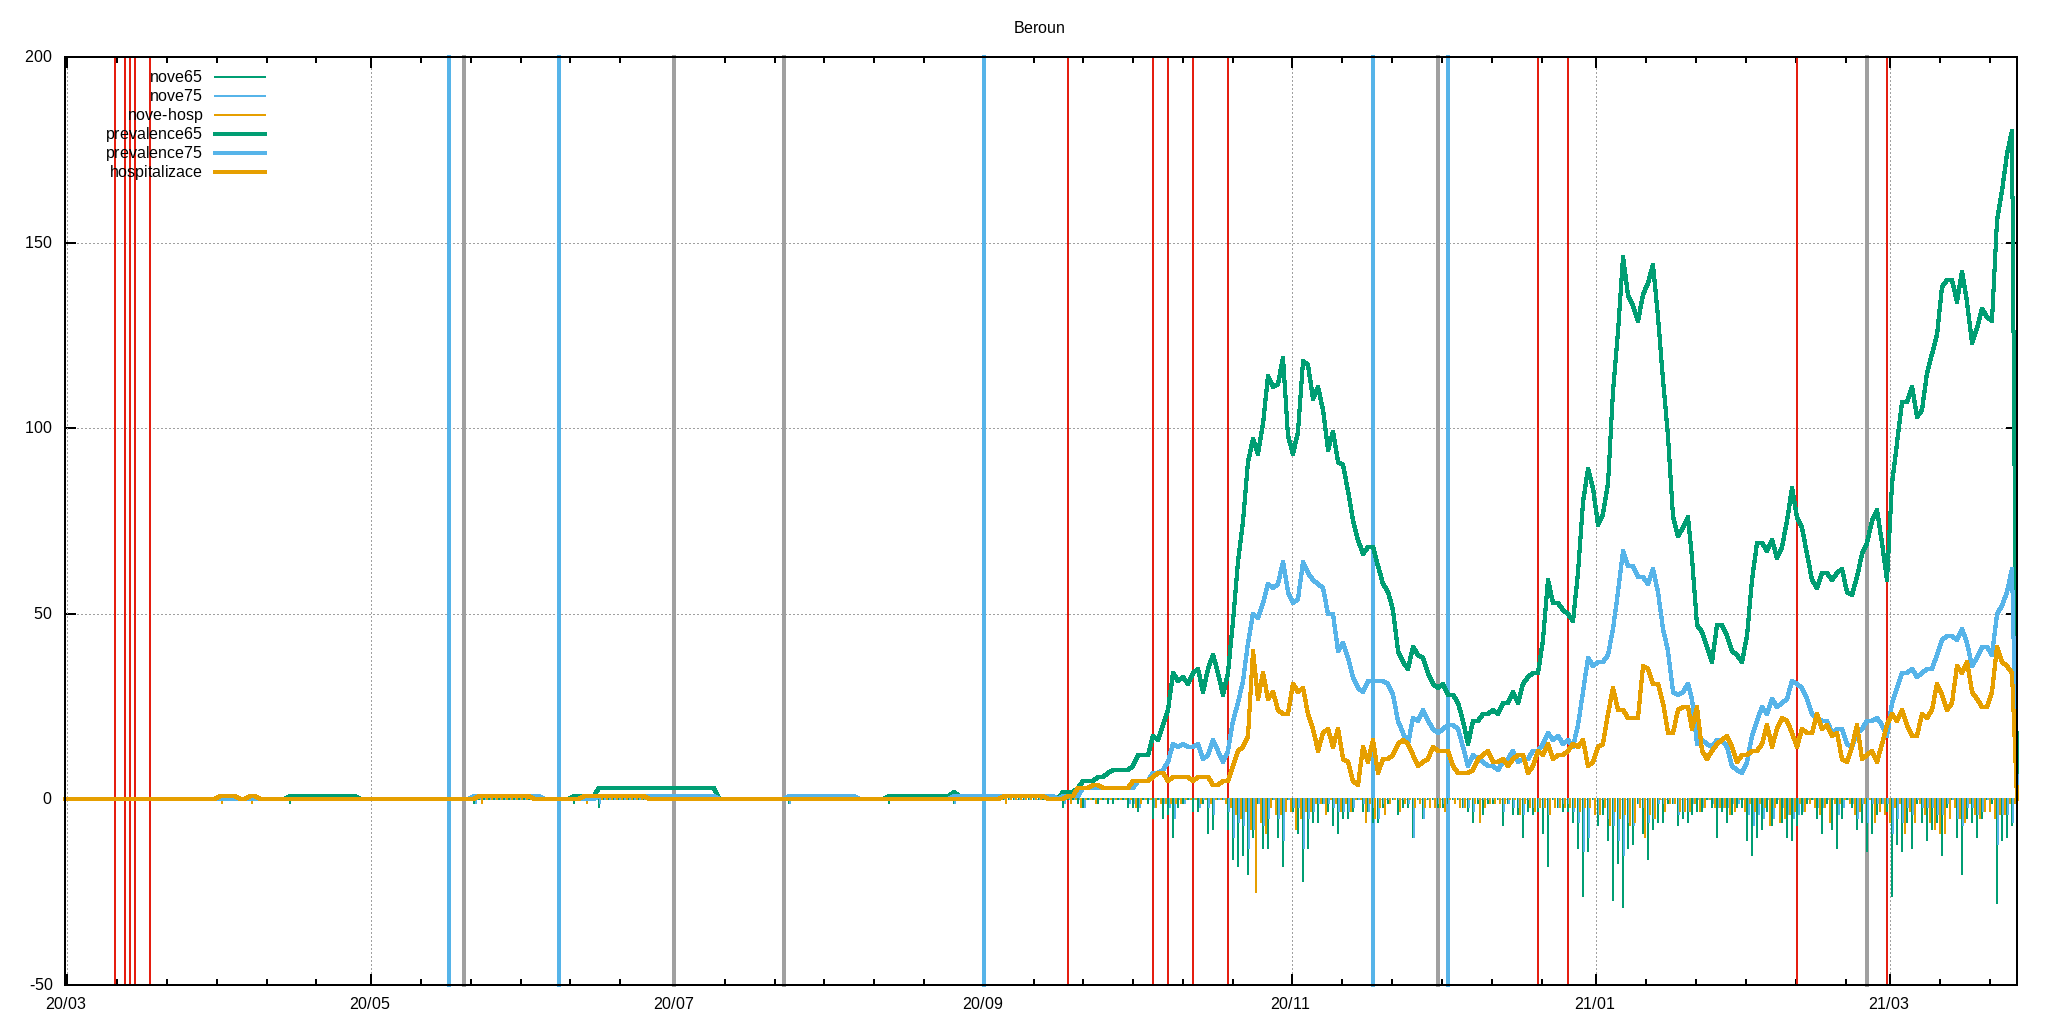 Beroun
200
nove65
nove75
nove-hosp
prevalence65
prevalence75
hospitalizace
150
100
50
0
-50
20/03 20/05 20/07 20/09 20/11 21/01 21/03